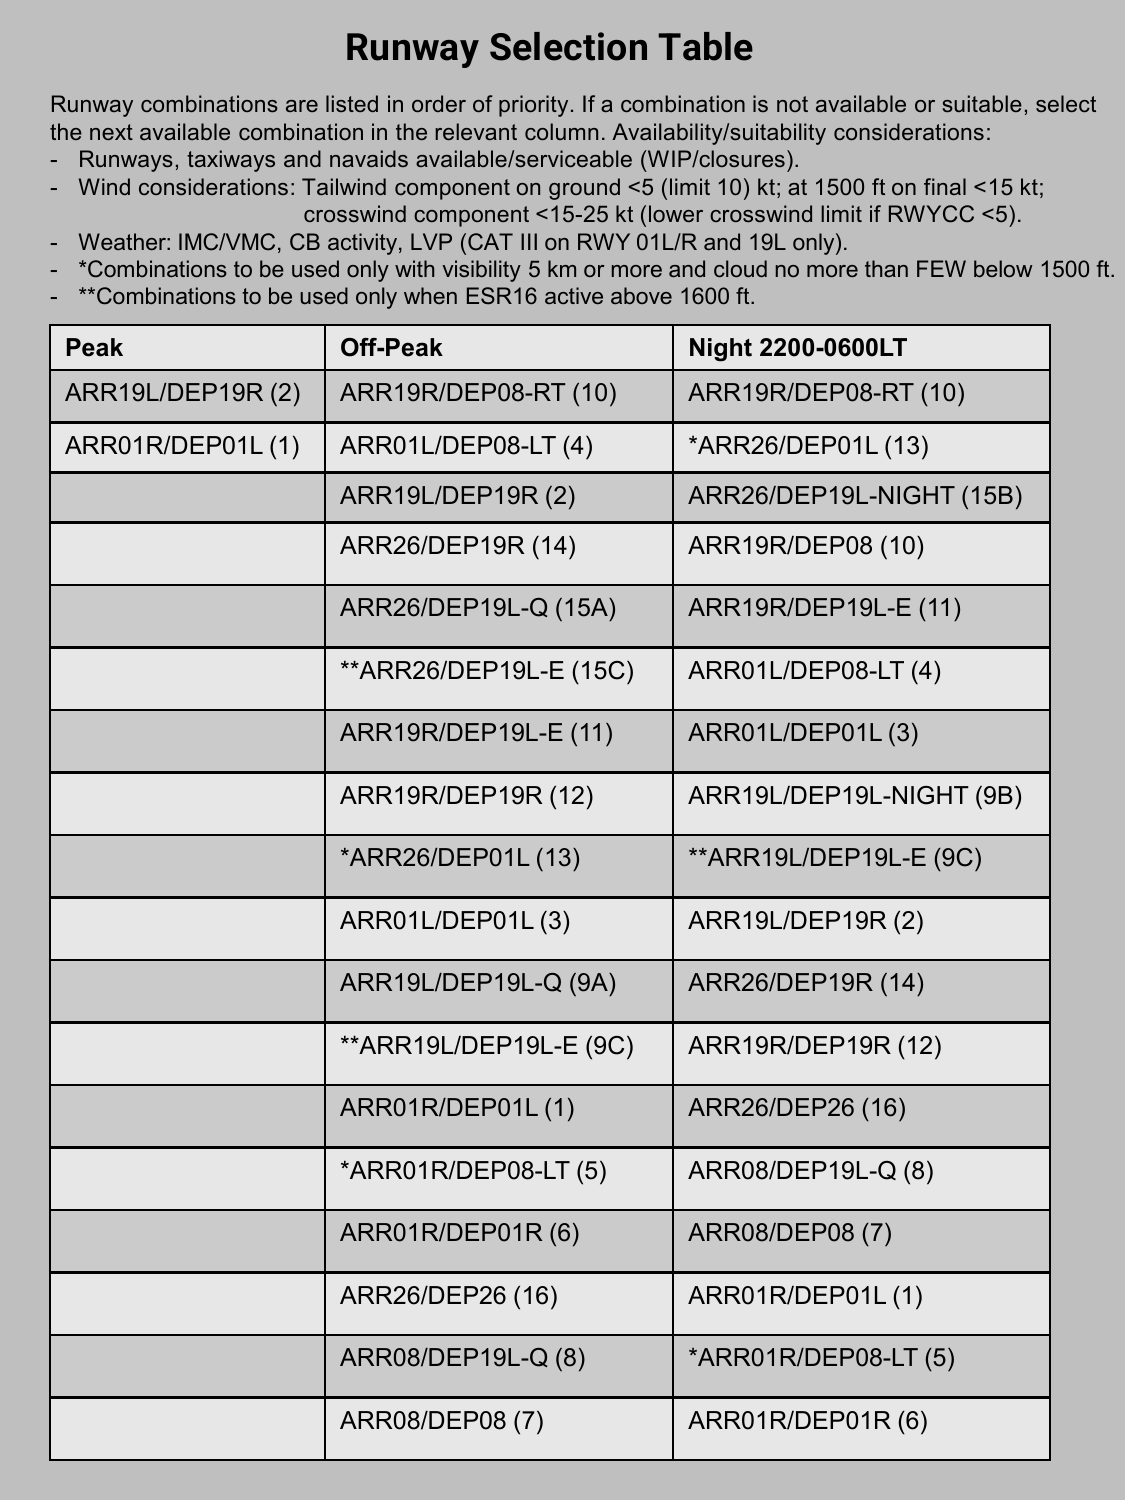 Runway Selection Table
Runway combinations are listed in order of priority. If a combination is not available or suitable, select
the next available combination in the relevant column. Availability/suitability considerations:
- Runways, taxiways and navaids available/serviceable (WIP/closures).
- Wind considerations: Tailwind component on ground <5 (limit 10) kt; at 1500 ft on final <15 kt;
crosswind component <15-25 kt (lower crosswind limit if RWYCC <5).
- Weather: IMC/VMC, CB activity, LVP (CAT III on RWY 01L/R and 19L only).
- *Combinations to be used only with visibility 5 km or more and cloud no more than FEW below 1500 ft.
- **Combinations to be used only when ESR16 active above 1600 ft.
Peak Off-Peak Night 2200-0600LT
ARR19L/DEP19R (2) ARR19R/DEP08-RT (10) ARR19R/DEP08-RT (10)
ARR01R/DEP01L (1) ARR01L/DEP08-LT (4) *ARR26/DEP01L (13)
ARR19L/DEP19R (2) ARR26/DEP19L-NIGHT (15B)
ARR26/DEP19R (14) ARR19R/DEP08 (10)
ARR26/DEP19L-Q (15A) ARR19R/DEP19L-E (11)
**ARR26/DEP19L-E (15C) ARR01L/DEP08-LT (4)
ARR19R/DEP19L-E (11) ARR01L/DEP01L (3)
ARR19R/DEP19R (12) ARR19L/DEP19L-NIGHT (9B)
*ARR26/DEP01L (13) **ARR19L/DEP19L-E (9C)
ARR01L/DEP01L (3) ARR19L/DEP19R (2)
ARR19L/DEP19L-Q (9A) ARR26/DEP19R (14)
**ARR19L/DEP19L-E (9C) ARR19R/DEP19R (12)
ARR01R/DEP01L (1) ARR26/DEP26 (16)
*ARR01R/DEP08-LT (5) ARR08/DEP19L-Q (8)
ARR01R/DEP01R (6) ARR08/DEP08 (7)
ARR26/DEP26 (16) ARR01R/DEP01L (1)
ARR08/DEP19L-Q (8) *ARR01R/DEP08-LT (5)
ARR08/DEP08 (7) ARR01R/DEP01R (6)